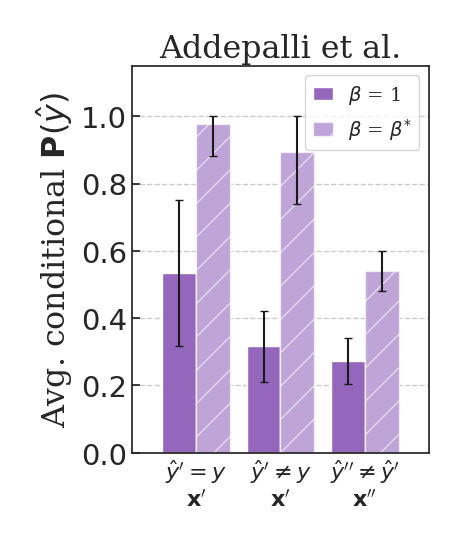 Addepalli et al.
Avg. conditional P(ŷ)
1.0
0.8
0.6
0.4
0.2
0.0
β = 1
β = β*
ŷ′ = y
x′
ŷ′ ≠ y
x′
ŷ′′ ≠ ŷ′
x′′